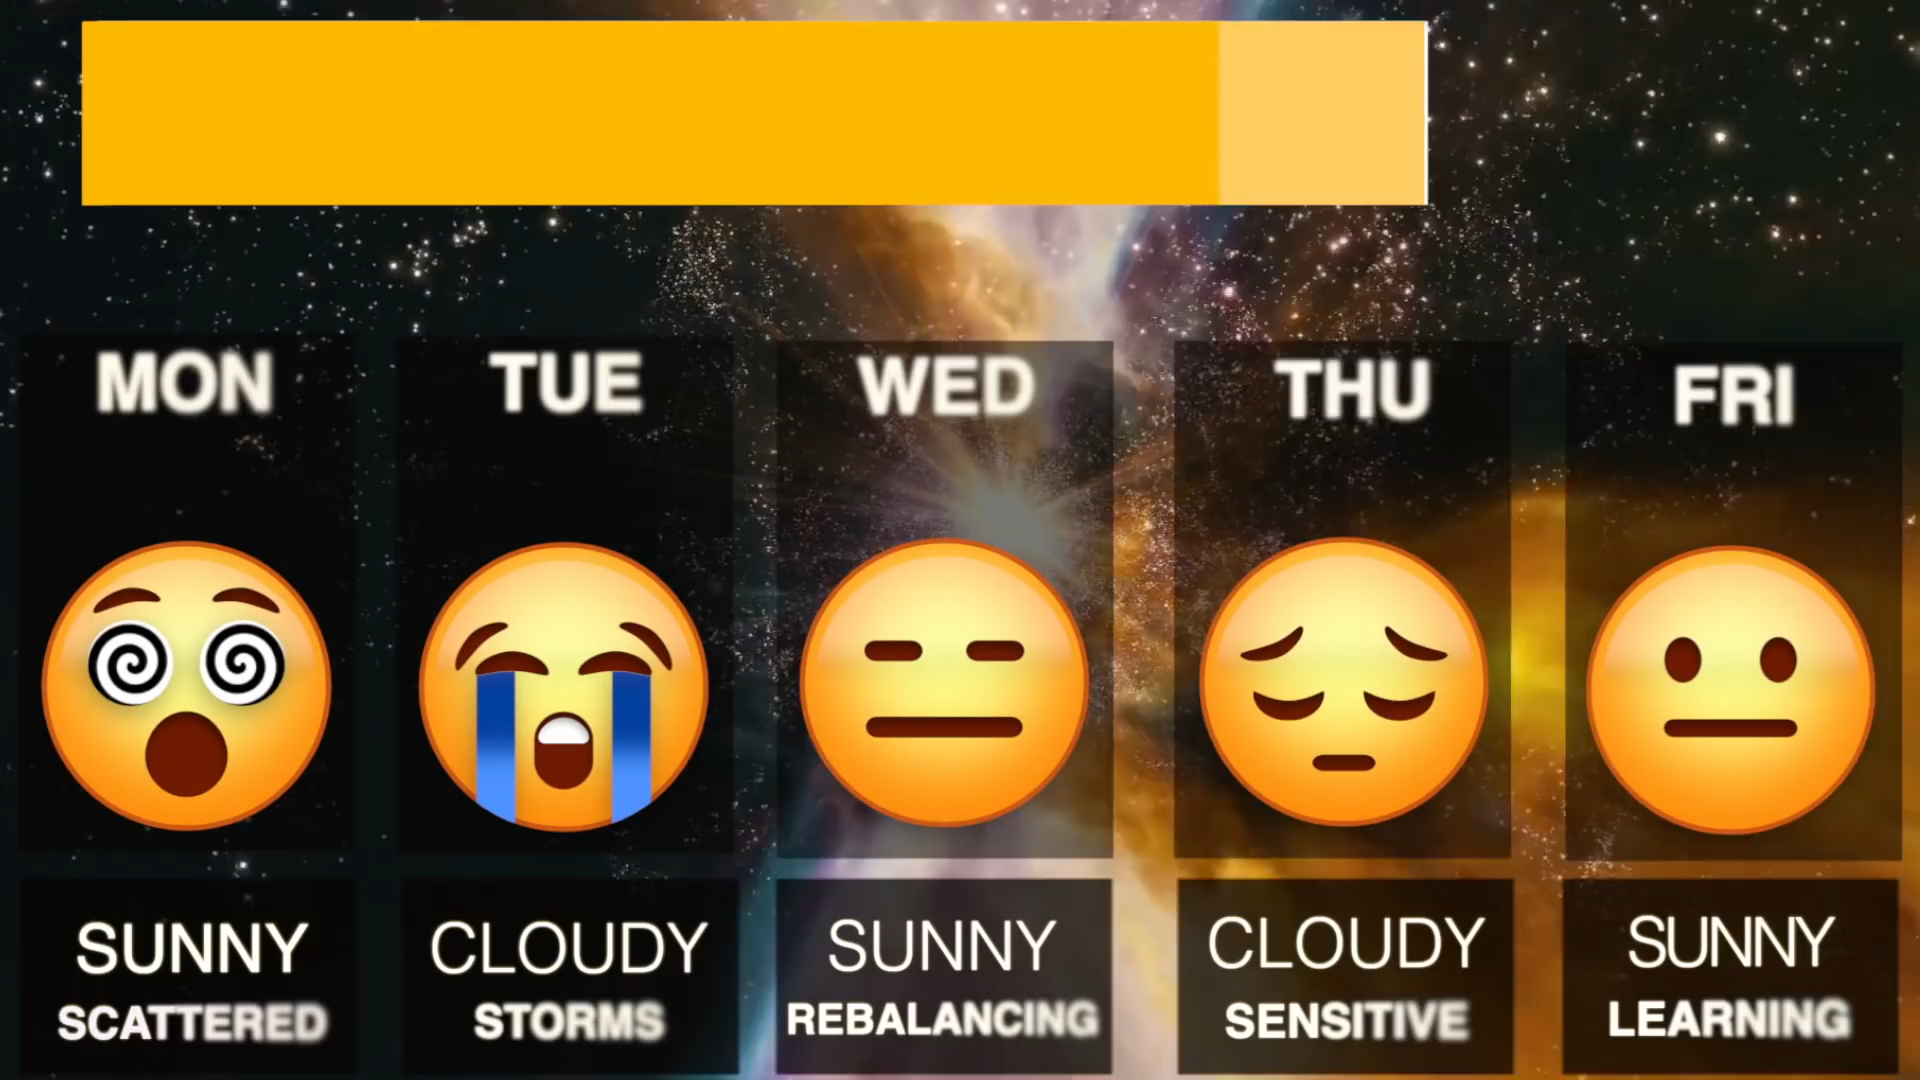 MON
TUE
WED
THU
FRI
SUNNY
SCATTERED
CLOUDY
STORMS
SUNNY
REBALANCING
CLOUDY
SENSITIVE
SUNNY
LEARNING